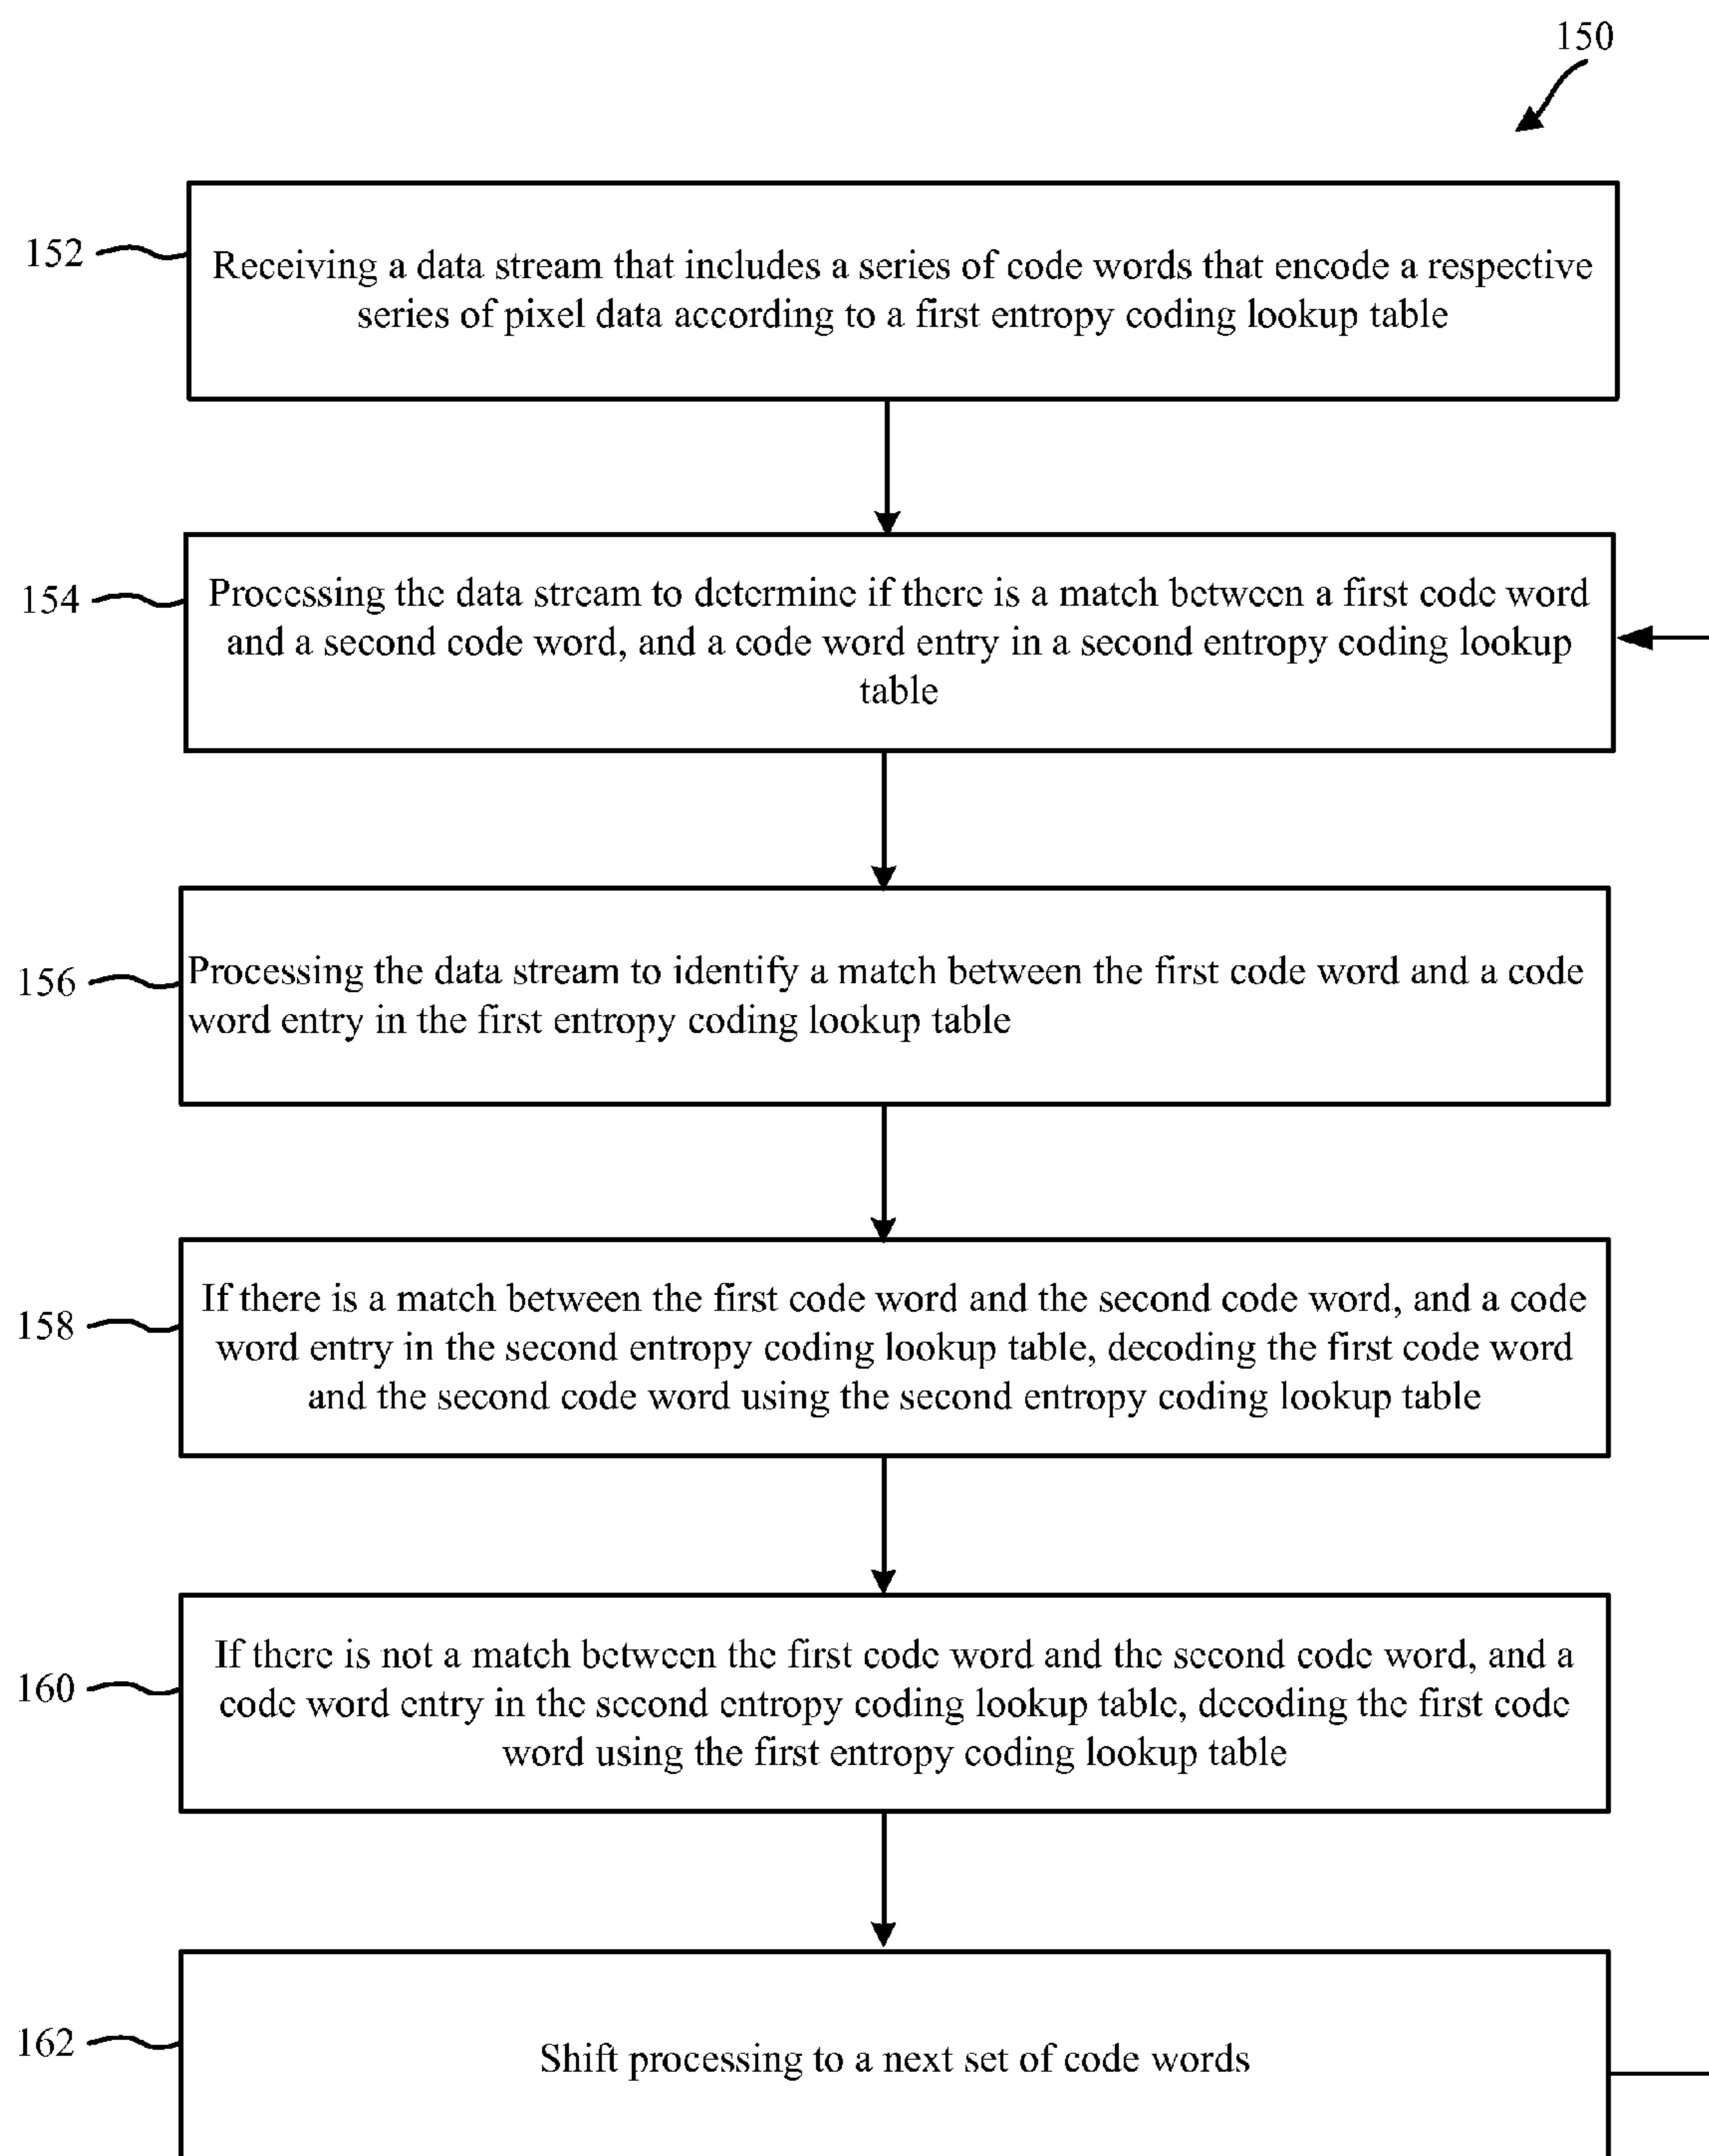 150
152
Receiving a data stream that includes a series of code words that encode a respective
series of pixel data according to a first entropy coding lookup table
154
Processing the data stream to determine if there is a match between a first code word
and a second code word, and a code word entry in a second entropy coding lookup
table
156
Processing the data stream to identify a match between the first code word and a code
word entry in the first entropy coding lookup table
158
If there is a match between the first code word and the second code word, and a code
word entry in the second entropy coding lookup table, decoding the first code word
and the second code word using the second entropy coding lookup table
160
If there is not a match between the first code word and the second code word, and a
code word entry in the second entropy coding lookup table, decoding the first code
word using the first entropy coding lookup table
162
Shift processing to a next set of code words